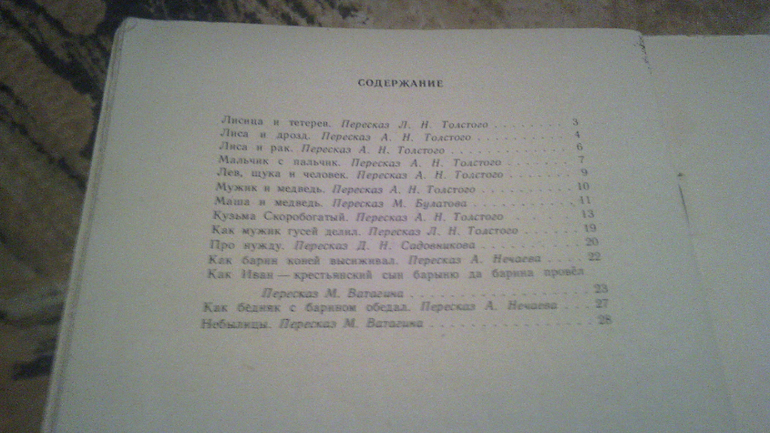 СОДЕРЖАНИЕ
Лисица и тетерев. Пересказ Л. Н. Толстого . . . . . . . . 3
Лиса и дрозд. Пересказ А. Н. Толстого . . . . . . . . . 4
Лиса и рак. Пересказ А. Н. Толстого . . . . . . . . . . 6
Мальчик с пальчик. Пересказ А. Н. Толстого . . . . . . . 7
Лев, щука и человек. Пересказ А. Н. Толстого . . . . . . . 9
Мужик и медведь. Пересказ А. Н. Толстого . . . . . . . . 10
Маша и медведь. Пересказ М. Булатова . . . . . . . . . 11
Кузьма Скоробогатый. Пересказ А. Н. Толстого . . . . . . 13
Как мужик гусей делил. Пересказ Л. Н. Толстого . . . . . . 19
Про нужду. Пересказ Д. Н. Садовникова . . . . . . . . . 20
Как барин коней высиживал. Пересказ А. Нечаева . . . . . . 22
Как Иван — крестьянский сын барыню да барина провёл
Пересказ М. Ватагина . . . . . . . . . . . . . . . 23
Как бедняк с барином обедал. Пересказ А. Нечаева . . . 27
Небылицы. Пересказ М. Ватагина . . . . . . . . . . . . 28